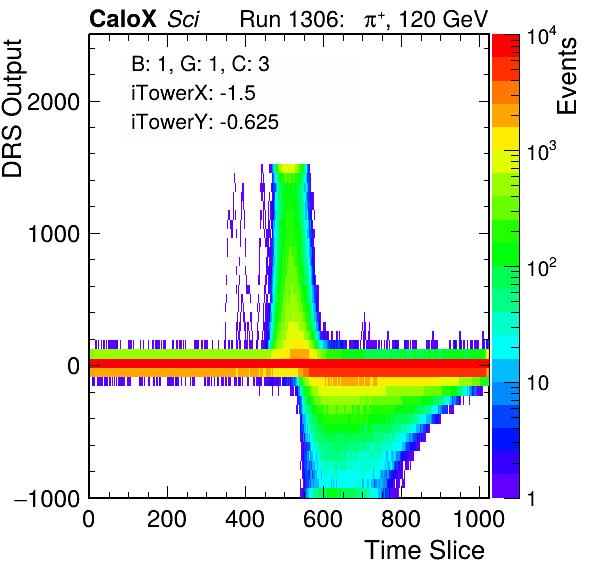 CaloX Sci Run 1306: π⁺, 120 GeV
B: 1, G: 1, C: 3
iTowerX: -1.5
iTowerY: -0.625
DRS Output
2000
1000
0
−1000
0 200 400 600 800 1000
Time Slice
Events
10⁴
10³
10²
10
1